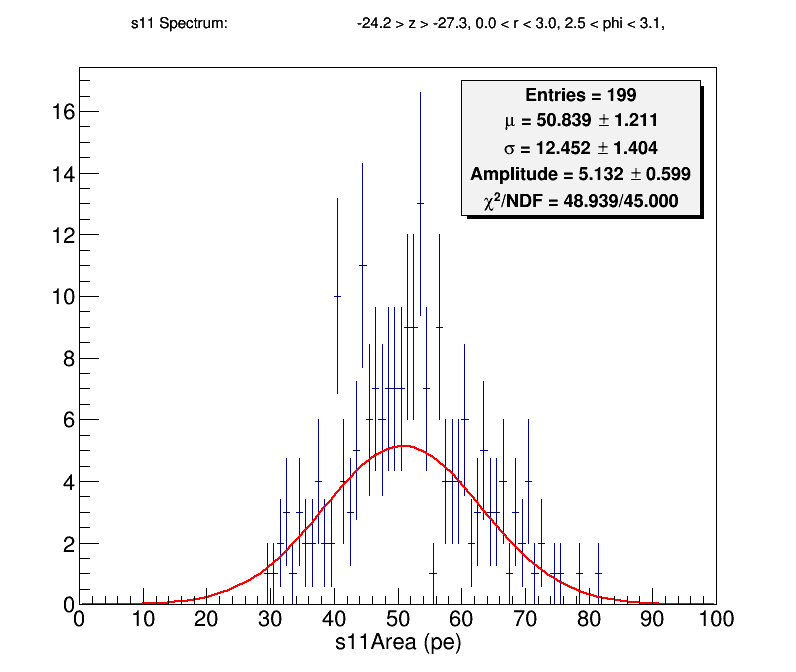 s11 Spectrum: -24.2 > z > -27.3, 0.0 < r < 3.0, 2.5 < phi < 3.1,
Entries = 199
μ = 50.839 ± 1.211
σ = 12.452 ± 1.404
Amplitude = 5.132 ± 0.599
χ²/NDF = 48.939/45.000
16
14
12
10
8
6
4
2
0
0 10 20 30 40 50 60 70 80 90 100
s11Area (pe)